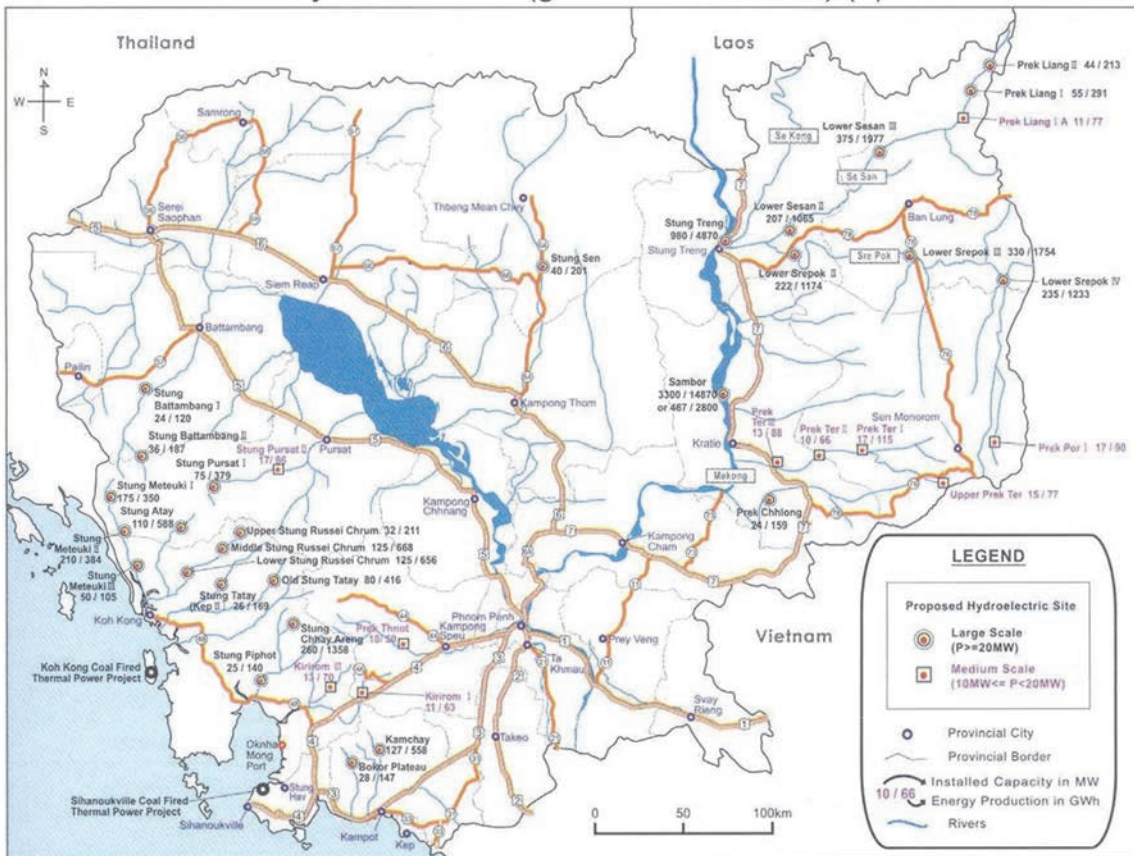 Thailand
Laos
N
W E
S
Prek Liang II 44 / 213
Prek Liang I 55 / 291
Prek Liang I A 11 / 77
Samrong
Lower Sesan III
375 / 1977
Se Kong
Se San
Serei
Saophan
Thbeng Mean Chey
Ban Lung
Lower Sesan II
207 / 1065
Stung Treng
980 / 4870
Stung Treng
Stung Sen
40 / 201
Sre Pok
Lower Srepok III 330 / 1754
Lower Srepok II
222 / 1174
Lower Srepok IV
235 / 1233
Siem Reap
Battambang
Pailin
Stung
Battambang I
24 / 120
Kampong Thom
Sambor
3300 / 14870
or 467 / 2800
Stung Battambang II
36 / 187
Stung Pursat II
17 / 86
Pursat
Stung Pursat I
75 / 379
Prek
Ter III
13 / 88
Prek Ter II
10 / 66
Prek Ter I
17 / 115
Sen Monorom
Kratie
Prek Por I 17 / 90
Mekong
Upper Prek Ter 15 / 77
Stung Meteuki I
175 / 350
Stung Atay
110 / 588
Kampong
Chhnang
Prek Chhlong
24 / 159
Stung
Meteuki II
210 / 384
Upper Stung Russei Chrum 32 / 211
Middle Stung Russei Chrum 125 / 668
Lower Stung Russei Chrum 125 / 656
Kampong
Cham
Stung
Meteuki III
50 / 105
Old Stung Tatay 80 / 416
Stung Tatay
(Kep II)
26 / 169
Koh Kong
Phnom Penh
Kampong
Speu
Prek Thnot
18 / 50
Stung
Chhay Areng
260 / 1358
Prey Veng
Vietnam
Ta
Khmau
Stung Piphot
25 / 140
Kirirom III
13 / 70
Kirirom I
11 / 63
Koh Kong Coal Fired
Thermal Power Project
Svay
Rieng
Oknha
Mong
Port
Kamchay
127 / 558
Takeo
Bokor Plateau
28 / 147
Sihanoukville Coal Fired
Thermal Power Project
Stung
Hav
Sihanoukville
Kampot
Kep
0 50 100km
LEGEND
Proposed Hydroelectric Site
Large Scale
(P>=20MW)
Medium Scale
(10MW<= P<20MW)
Provincial City
Provincial Border
Installed Capacity in MW
10 / 66
Energy Production in GWh
Rivers